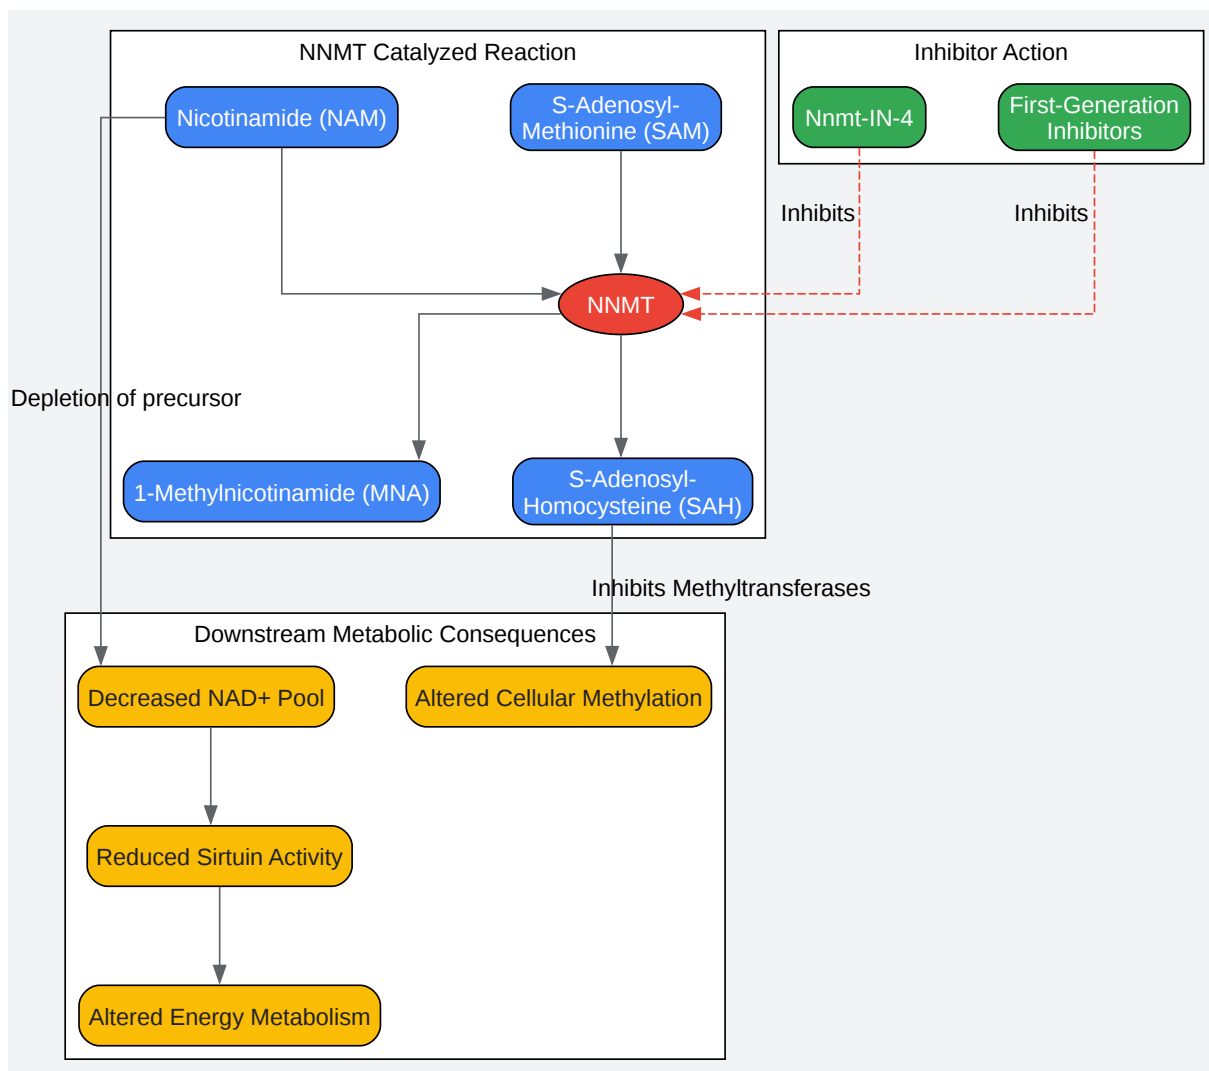 NNMT Catalyzed Reaction
Inhibitor Action
Nicotinamide (NAM)
S-Adenosyl-
Methionine (SAM)
Nnmt-IN-4
First-Generation
Inhibitors
Inhibits
Inhibits
NNMT
Depletion of precursor
1-Methylnicotinamide (MNA)
S-Adenosyl-
Homocysteine (SAH)
Inhibits Methyltransferases
Downstream Metabolic Consequences
Decreased NAD+ Pool
Altered Cellular Methylation
Reduced Sirtuin Activity
Altered Energy Metabolism